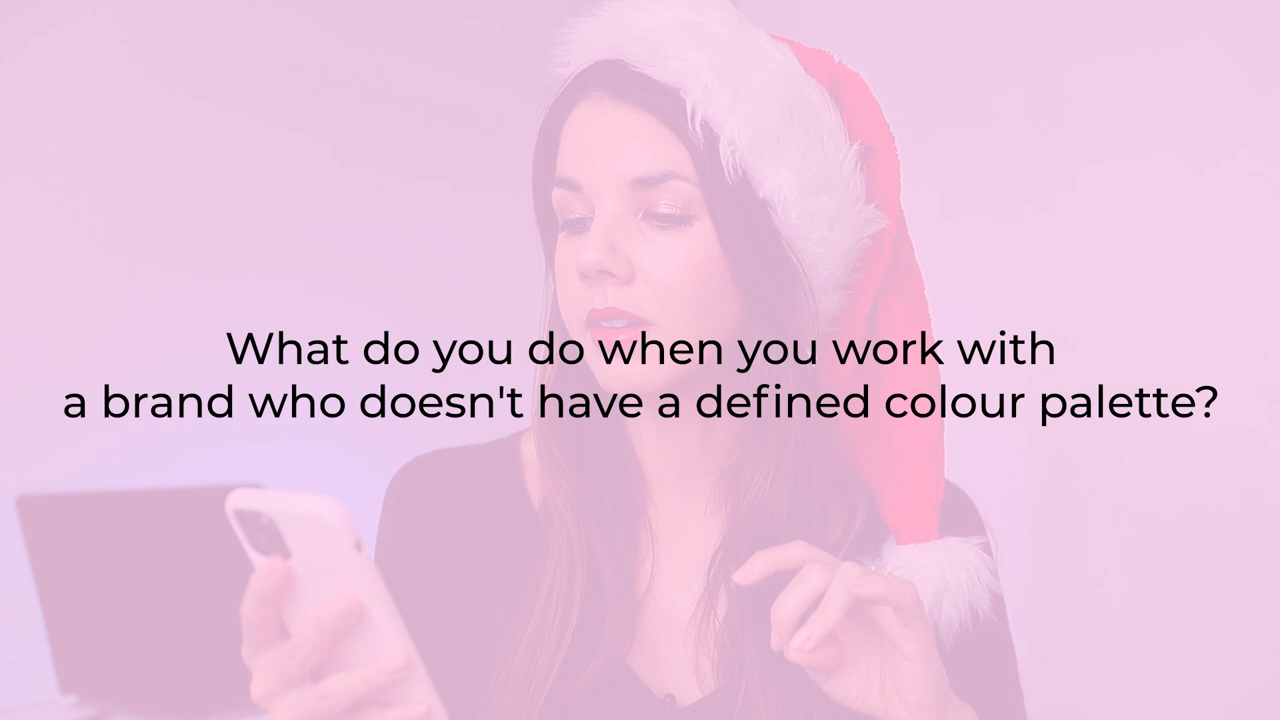 What do you do when you work with
a brand who doesn't have a defined colour palette?